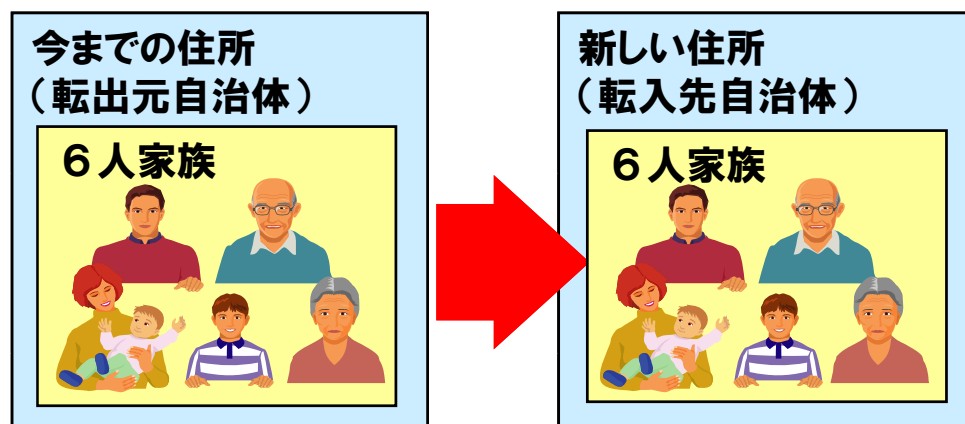 今までの住所
（転出元自治体）
６人家族
新しい住所
（転入先自治体）
６人家族